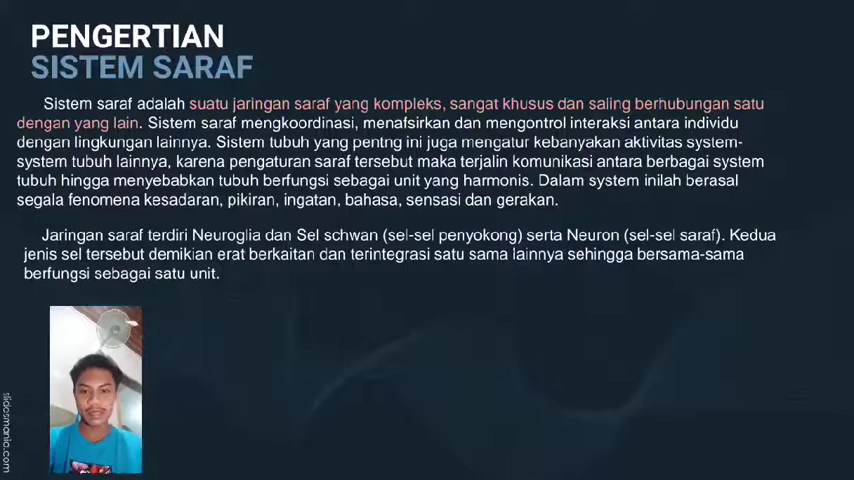 PENGERTIAN
SISTEM SARAF
Sistem saraf adalah suatu jaringan saraf yang kompleks, sangat khusus dan saling berhubungan satu
dengan yang lain. Sistem saraf mengkoordinasi, menafsirkan dan mengontrol interaksi antara individu
dengan lingkungan lainnya. Sistem tubuh yang pentng ini juga mengatur kebanyakan aktivitas system-
system tubuh lainnya, karena pengaturan saraf tersebut maka terjalin komunikasi antara berbagai system
tubuh hingga menyebabkan tubuh berfungsi sebagai unit yang harmonis. Dalam system inilah berasal
segala fenomena kesadaran, pikiran, ingatan, bahasa, sensasi dan gerakan.
Jaringan saraf terdiri Neuroglia dan Sel schwan (sel-sel penyokong) serta Neuron (sel-sel saraf). Kedua
jenis sel tersebut demikian erat berkaitan dan terintegrasi satu sama lainnya sehingga bersama-sama
berfungsi sebagai satu unit.
slidesmania.com